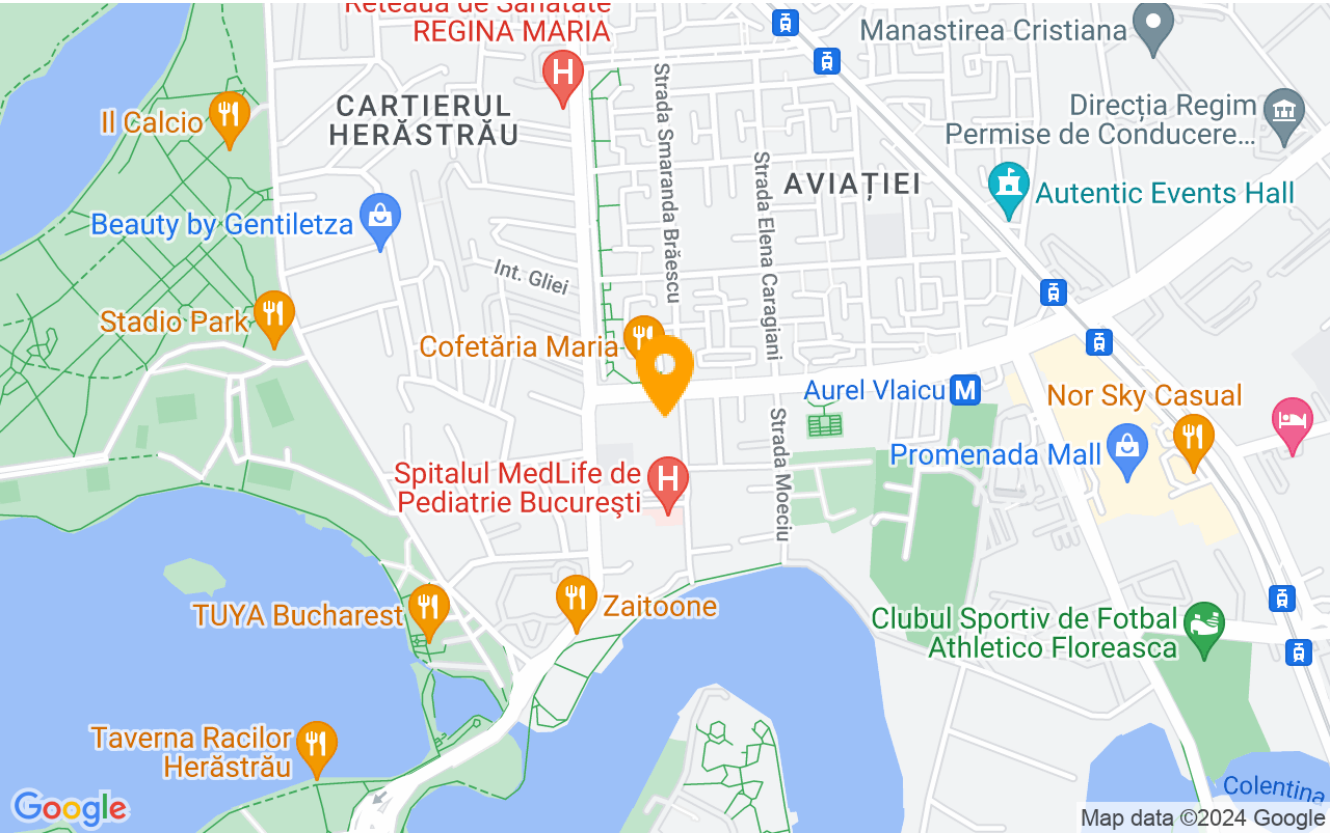 Rețeaua de Sănătate
REGINA MARIA
Manastirea Cristiana
CARTIERUL
HERĂSTRĂU
Il Calcio
Strada Smaranda Brăescu
Direcția Regim
Permise de Conducere...
Strada Elena Caragiani
AVIAȚIEI
Autentic Events Hall
Beauty by Gentiletza
Int. Gliei
Stadio Park
Cofetăria Maria
Aurel Vlaicu
M
Nor Sky Casual
Strada Moeciu
Promenada Mall
Spitalul MedLife de
Pediatrie Bucureşti
H
H
TUYA Bucharest
Zaitoone
Clubul Sportiv de Fotbal
Athletico Floreasca
Taverna Racilor
Herăstrău
Colentina
Google
Map data ©2024 Google